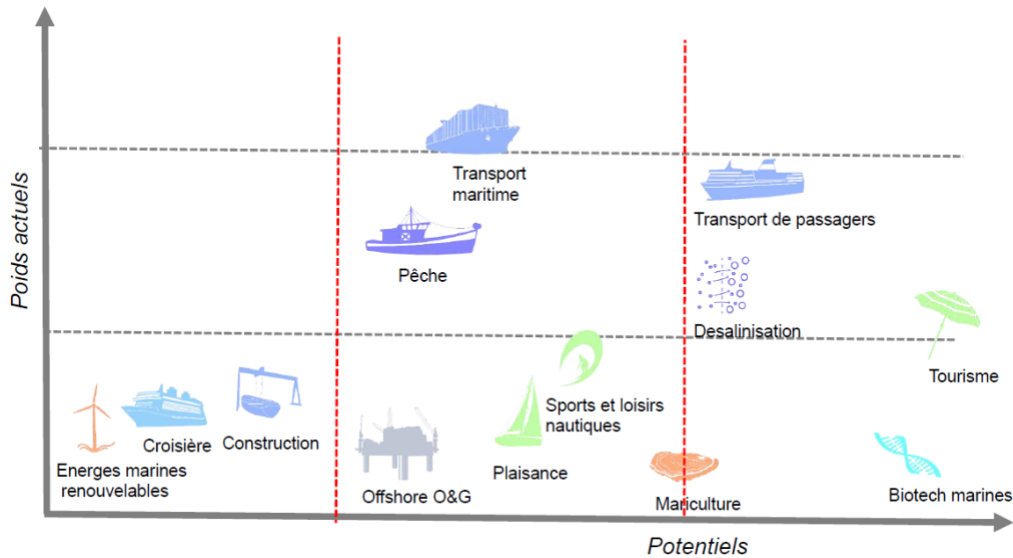 Poids actuels
Transport
maritime
Transport de passagers
Pêche
Desalinisation
Tourisme
Sports et loisirs
nautiques
Croisière
Construction
Energes marines
renouvelables
Plaisance
Offshore O&G
Mariculture
Biotech marines
Potentiels